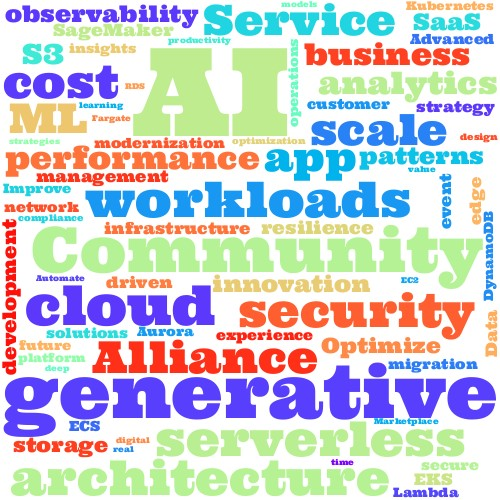 models
Kubernetes
observability
Service
SaaS
SageMaker
Advanced
productivity
S3
insights
AI
operations
business
cost
RDS
analytics
learning
customer
strategy
ML
Fargate
scale
design
strategies
modernization
optimization
performance
app
patterns
value
management
Improve
workloads
event
edge
network
compliance
infrastructure
resilience
Community
development
DynamoDB
Automate
driven
innovation
EC2
cloud
security
Data
solutions
Aurora
experience
future
Alliance
Optimize
platform
migration
deep
generative
ECS
Marketplace
storage
digital
real
serverless
time
secure
architecture
EKS
Lambda